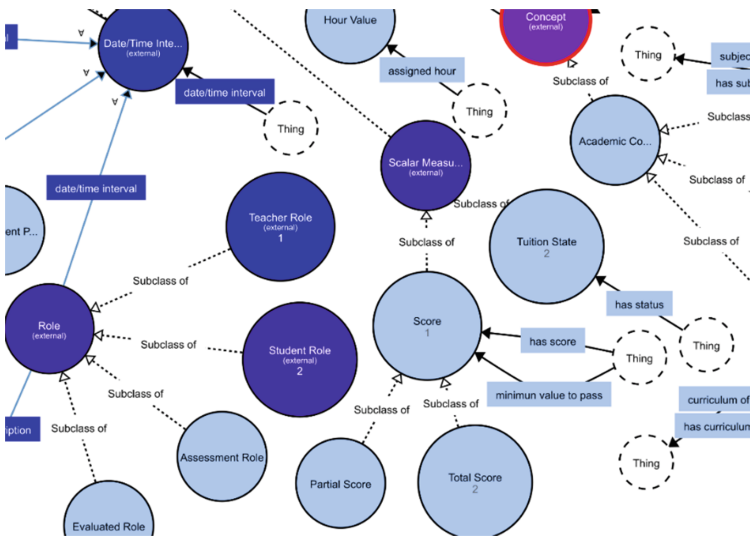 Hour Value
Concept
(external)
Date/Time Inte...
(external)
∀
∀
∀
assigned hour
Thing
subjec
has sub
Subclass of
date/time interval
Thing
Thing
Subclass
Academic Co...
Scalar Measu...
(external)
Subclass of
date/time interval
Subclass of
Teacher Role
(external)
1
ent P...
Subclass of
Tuition State
2
Subclass of
Subclass of
has status
Score
1
Role
(external)
Subclass of
Student Role
(external)
2
has score
Thing
Thing
Subclass of
minimun value to pass
curriculum of
has curriculum
Subclass of
Subclass of
Subclass of
iption
Assessment Role
Thing
Partial Score
Total Score
2
Evaluated Role